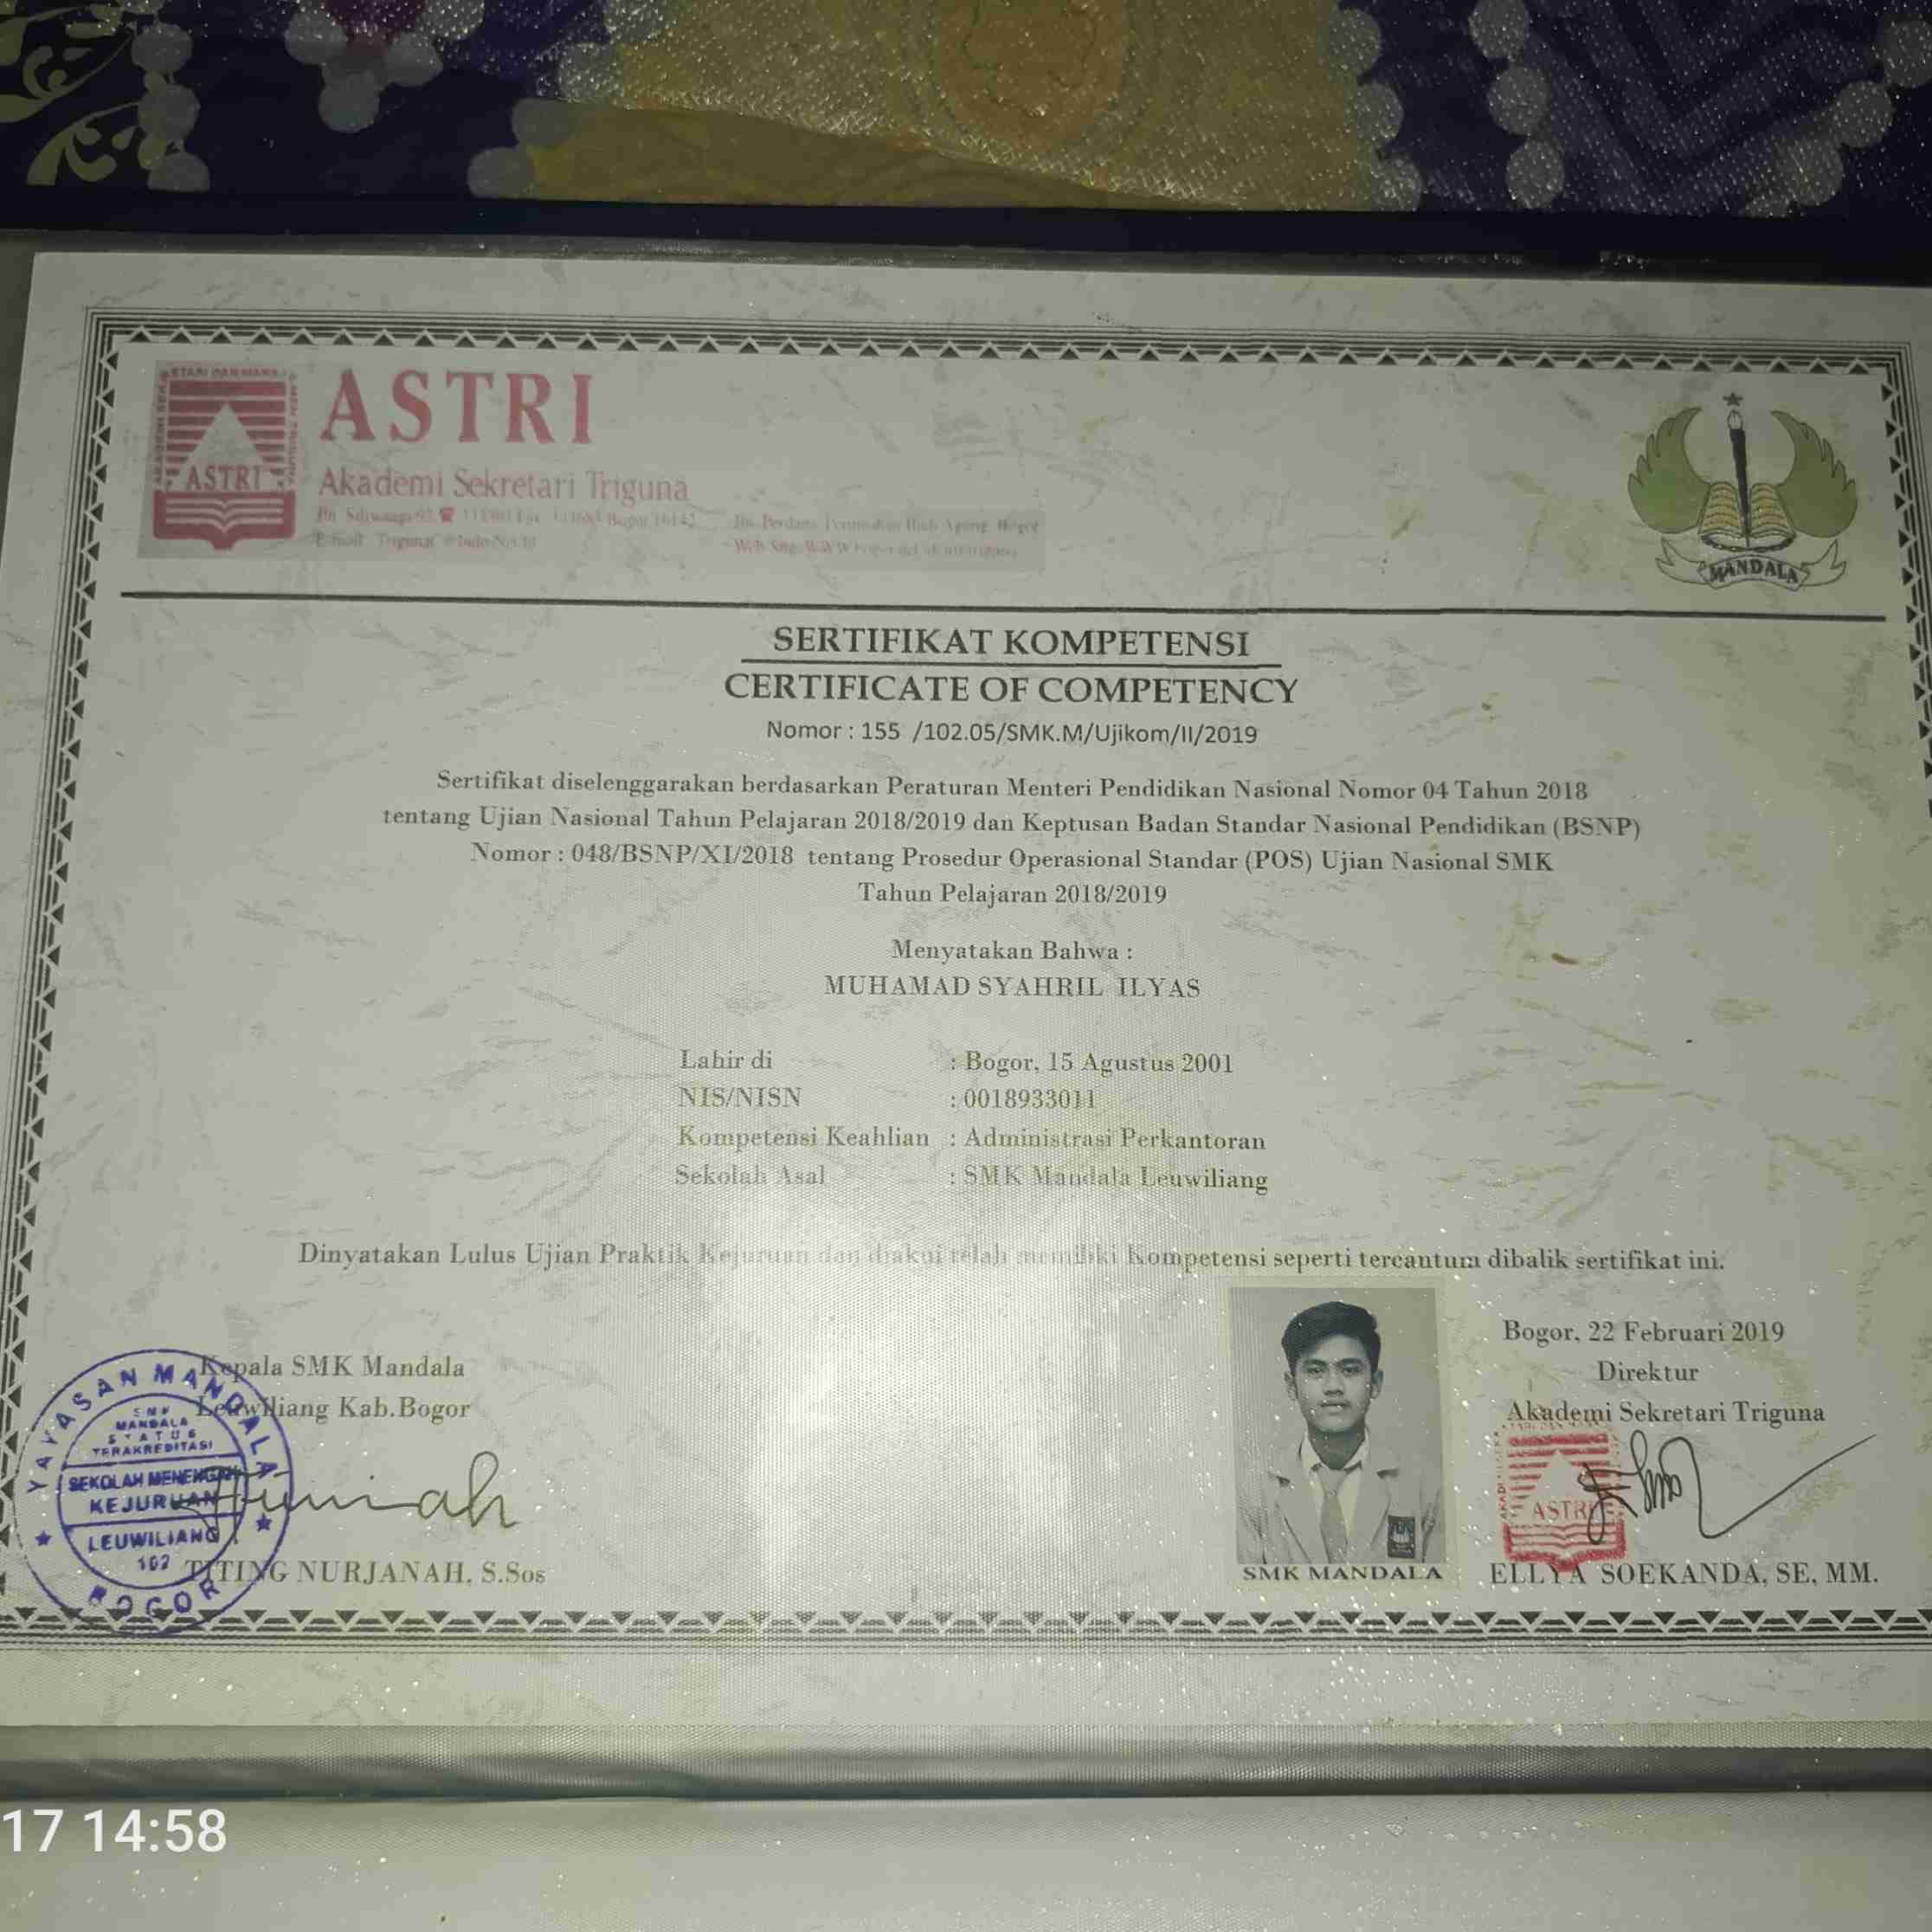 ASTRI
ASTRI
Akademi Sekretari Triguna
MANDALA
SERTIFIKAT KOMPETENSI
CERTIFICATE OF COMPETENCY
Nomor : 155 /102.05/SMK.M/Ujikom/II/2019
Sertifikat diselenggarakan berdasarkan Peraturan Menteri Pendidikan Nasional Nomor 04 Tahun 2018
tentang Ujian Nasional Tahun Pelajaran 2018/2019 dan Keptusan Badan Standar Nasional Pendidikan (BSNP)
Nomor : 048/BSNP/XI/2018 tentang Prosedur Operasional Standar (POS) Ujian Nasional SMK
Tahun Pelajaran 2018/2019
Menyatakan Bahwa :
MUHAMAD SYAHRIL ILYAS
Lahir di : Bogor, 15 Agustus 2001
NIS/NISN : 0018933011
Kompetensi Keahlian : Administrasi Perkantoran
Sekolah Asal : SMK Mandala Leuwiliang
Dinyatakan Lulus Ujian Praktik Kejuruan dan diakui telah memiliki Kompetensi seperti tercantum dibalik sertifikat ini.
Bogor, 22 Februari 2019
Kepala SMK Mandala
Direktur
Leuwiliang Kab.Bogor
Akademi Sekretari Triguna
YAYASAN MANDALA
SMK
MANDALA
STATUS
TERAKREDITASI
SEKOLAH MENENGAH
KEJURUAN
LEUWILIANG
102
BOGOR
ASTRI
TITING NURJANAH, S.Sos
SMK MANDALA
ELLYA SOEKANDA, SE, MM.
17 14:58